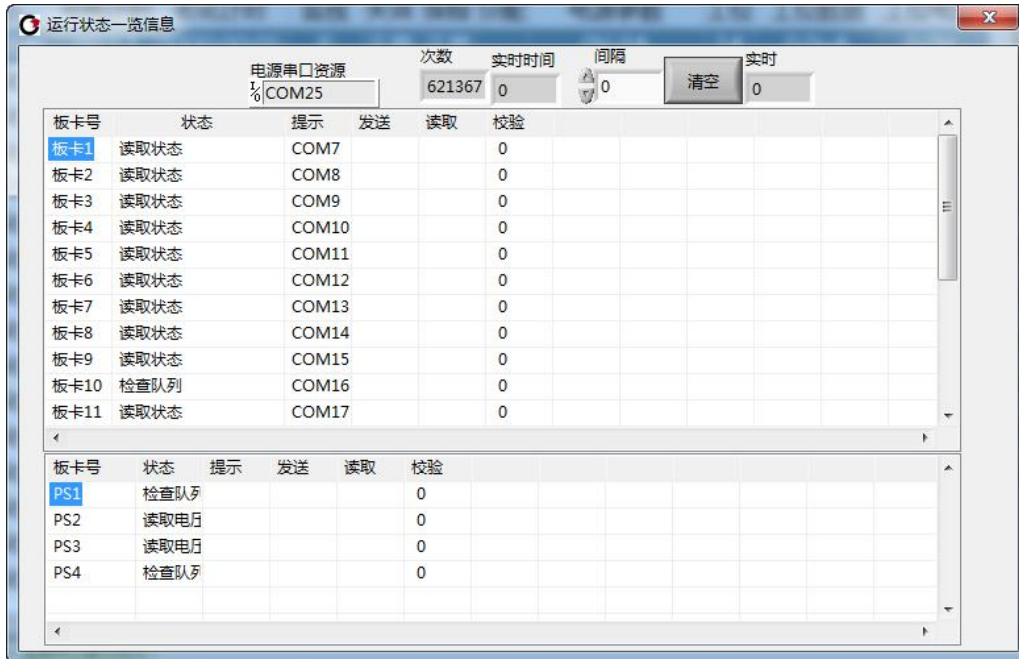 运行状态一览信息
电源串口资源 次数 实时时间 间隔 实时
COM25 621367 0 0 清空 0
板卡号 状态 提示 发送 读取 校验
板卡1 读取状态 COM7 0
板卡2 读取状态 COM8 0
板卡3 读取状态 COM9 0
板卡4 读取状态 COM10 0
板卡5 读取状态 COM11 0
板卡6 读取状态 COM12 0
板卡7 读取状态 COM13 0
板卡8 读取状态 COM14 0
板卡9 读取状态 COM15 0
板卡10 检查队列 COM16 0
板卡11 读取状态 COM17 0
板卡号 状态 提示 发送 读取 校验
PS1 检查队列 0
PS2 读取电压 0
PS3 读取电压 0
PS4 检查队列 0